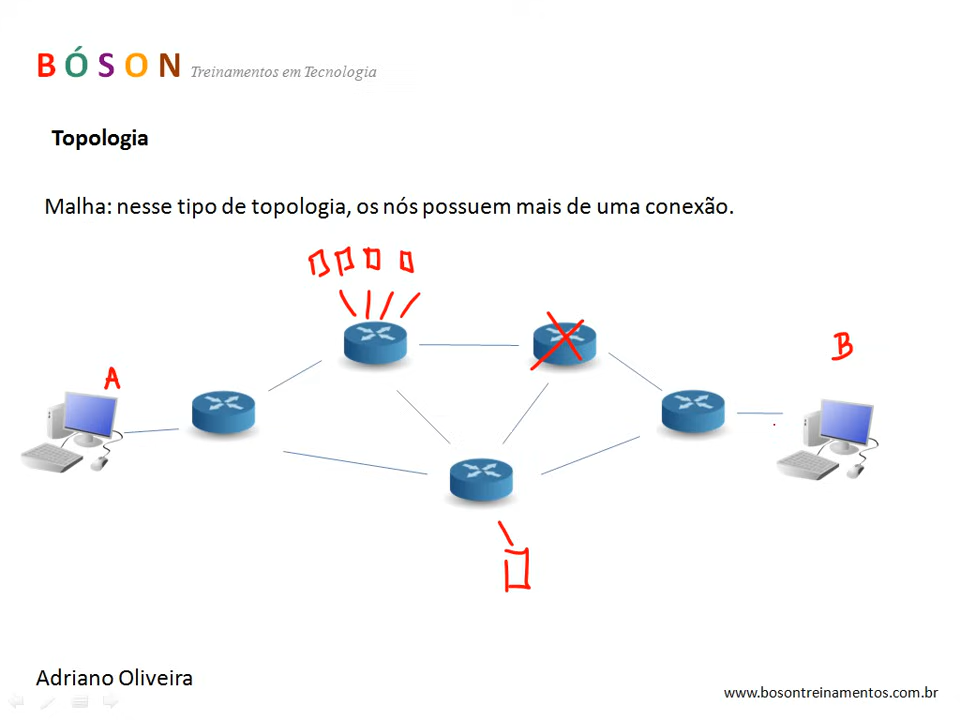 BÓSON Treinamentos em Tecnologia
Topologia
Malha: nesse tipo de topologia, os nós possuem mais de uma conexão.
A
B
Adriano Oliveira
www.bosontreinamentos.com.br